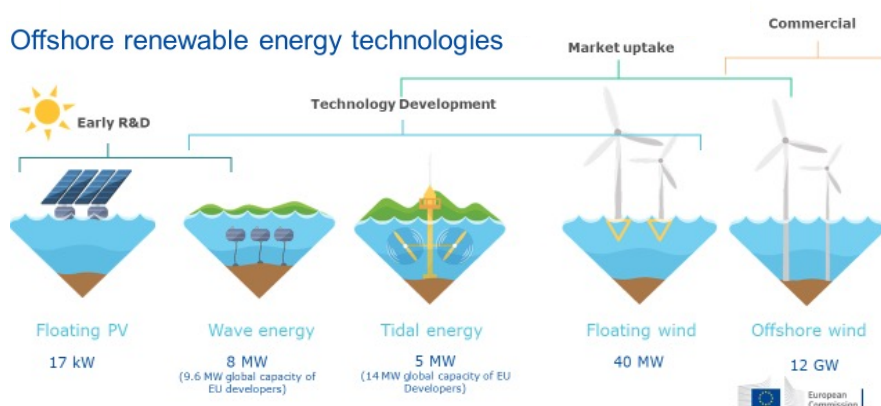 Offshore renewable energy technologies
Commercial
Market uptake
Technology Development
Early R&D
Floating PV
17 kW
Wave energy
8 MW
(9.6 MW global capacity of
EU developers)
Tidal energy
5 MW
(14 MW global capacity of EU
Developers)
Floating wind
40 MW
Offshore wind
12 GW
European
Commission